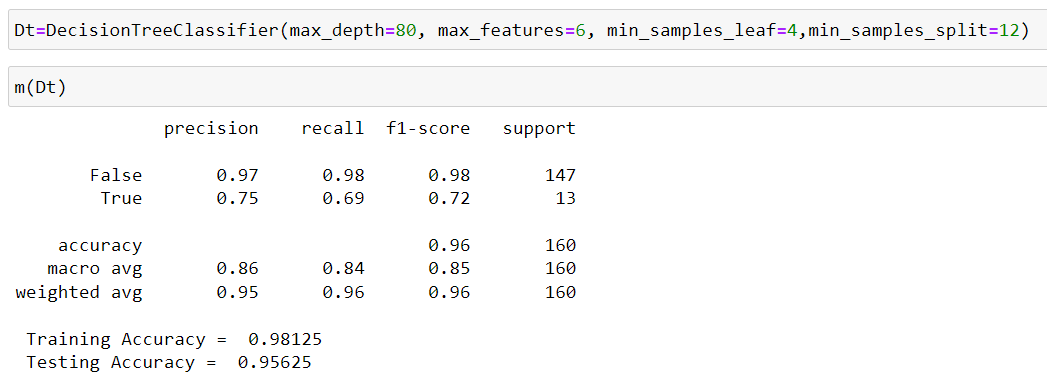 Dt=DecisionTreeClassifier(max_depth=80, max_features=6, min_samples_leaf=4,min_samples_split=12)
m(Dt)
precision recall f1-score support
False 0.97 0.98 0.98 147
True 0.75 0.69 0.72 13
accuracy 0.96 160
macro avg 0.86 0.84 0.85 160
weighted avg 0.95 0.96 0.96 160
Training Accuracy = 0.98125
Testing Accuracy = 0.95625